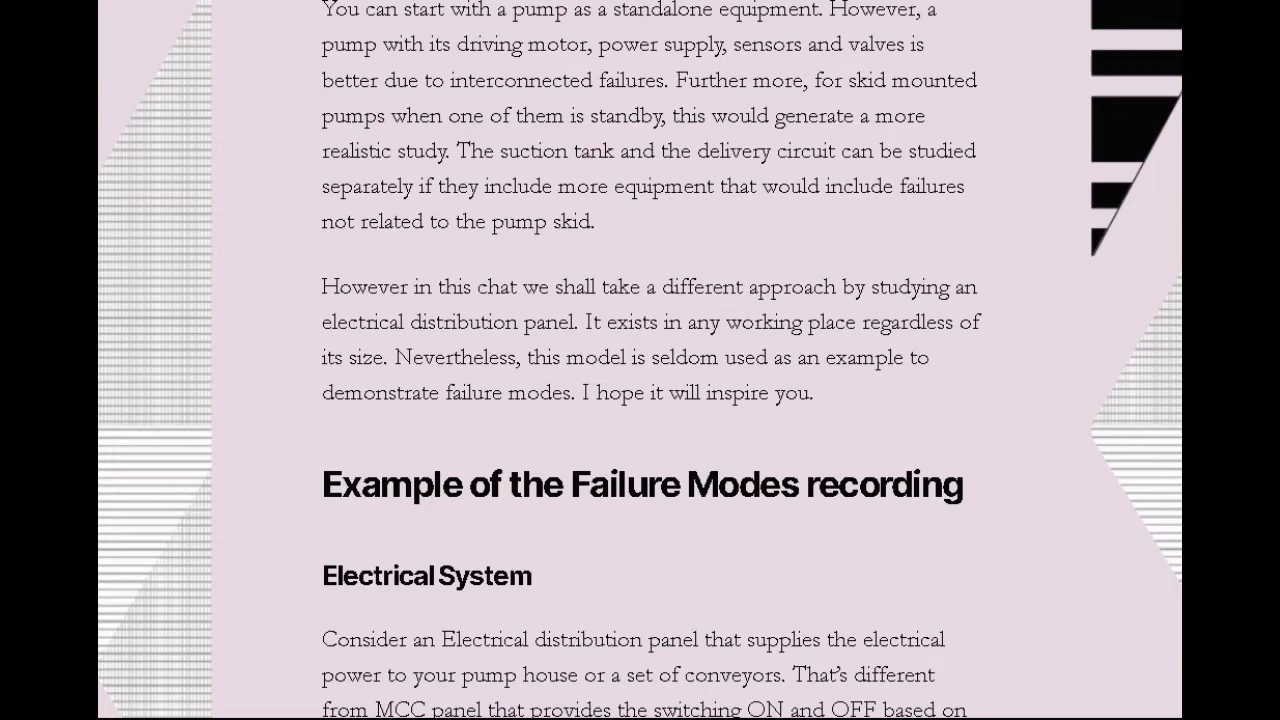 You can start with a pump as a standalone equipment. However, a
pump with its driving motor, power supply, sensors and valves is
better due to interconnected failures. Further more, for skid mounted
pumps when one of them is standby, this would generate a more
realistic study. The suction tank and the delivery circuit can be studied
separately if they include more equipment that would include failures
not related to the pump skid.
However in this chat we shall take a different approach by studying an
electrical distribution panel. It exists in any working place regardless of
its size. Nevertheless, this model is seldom used as an example to
demonstrate failure modes. I hope it will inspire you.
Example of the Failure Modes recording
Electrical System
Consider an Electrical distribution panel that supplies the electrical
power to your pump house or a set of conveyors. That's different
from MCC panel that provides the switching ON and OFF based on